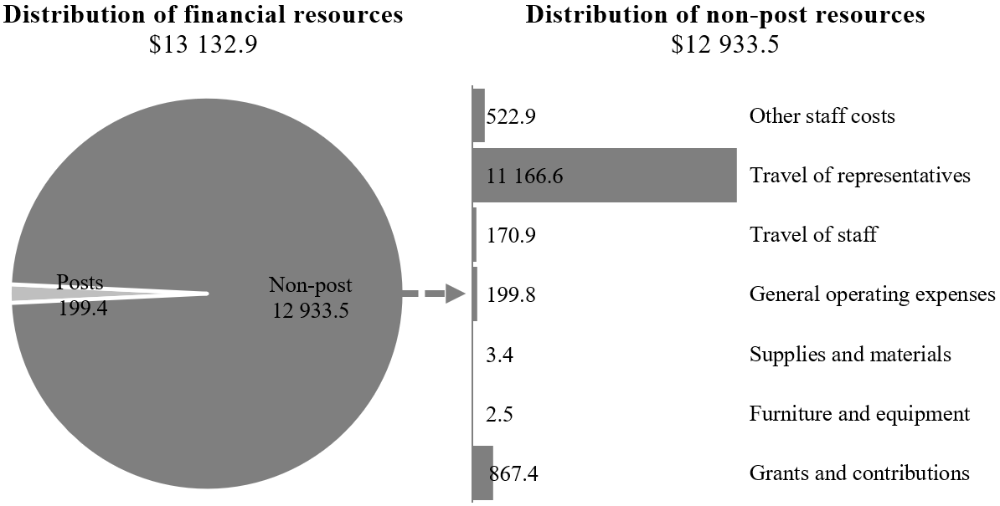 Distribution of financial resources
$13 132.9
Posts
199.4
Non-post
12 933.5
Distribution of non-post resources
$12 933.5
522.9 Other staff costs
11 166.6 Travel of representatives
170.9 Travel of staff
199.8 General operating expenses
3.4 Supplies and materials
2.5 Furniture and equipment
867.4 Grants and contributions